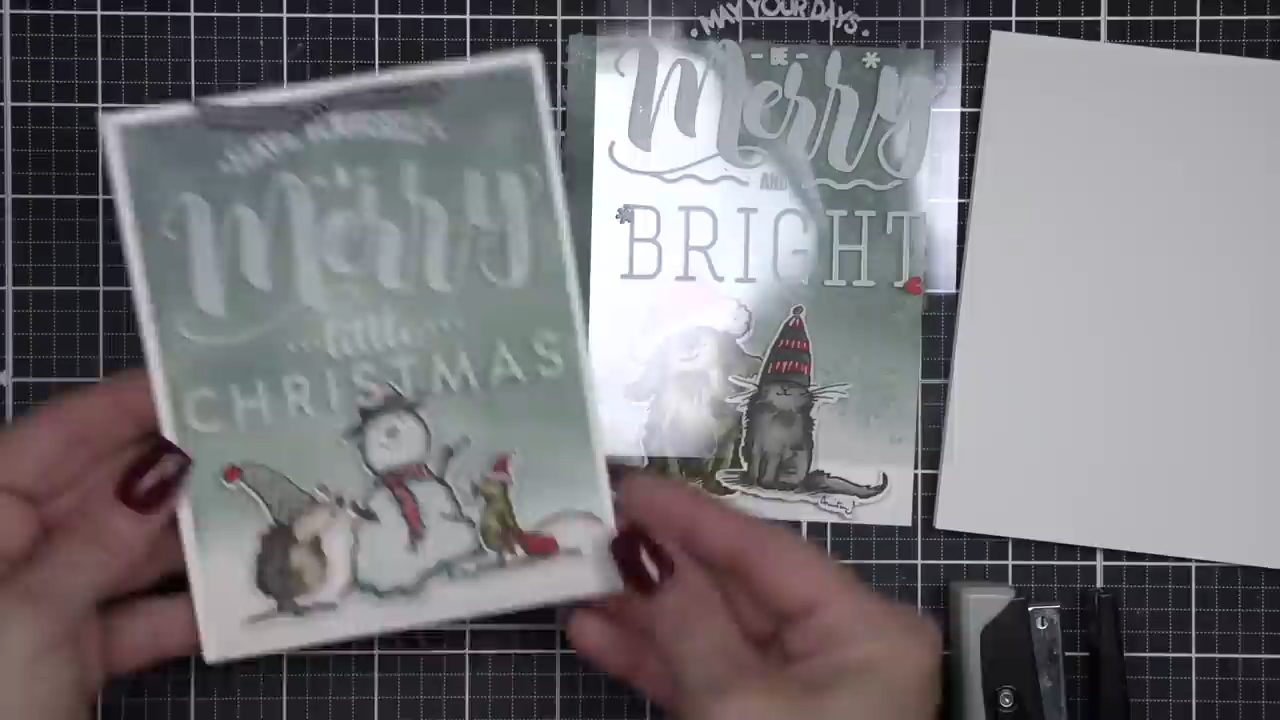 Merry
little
CHRISTMAS
• MAY YOUR DAYS •
- BE -
Merry
AND
BRIGHT